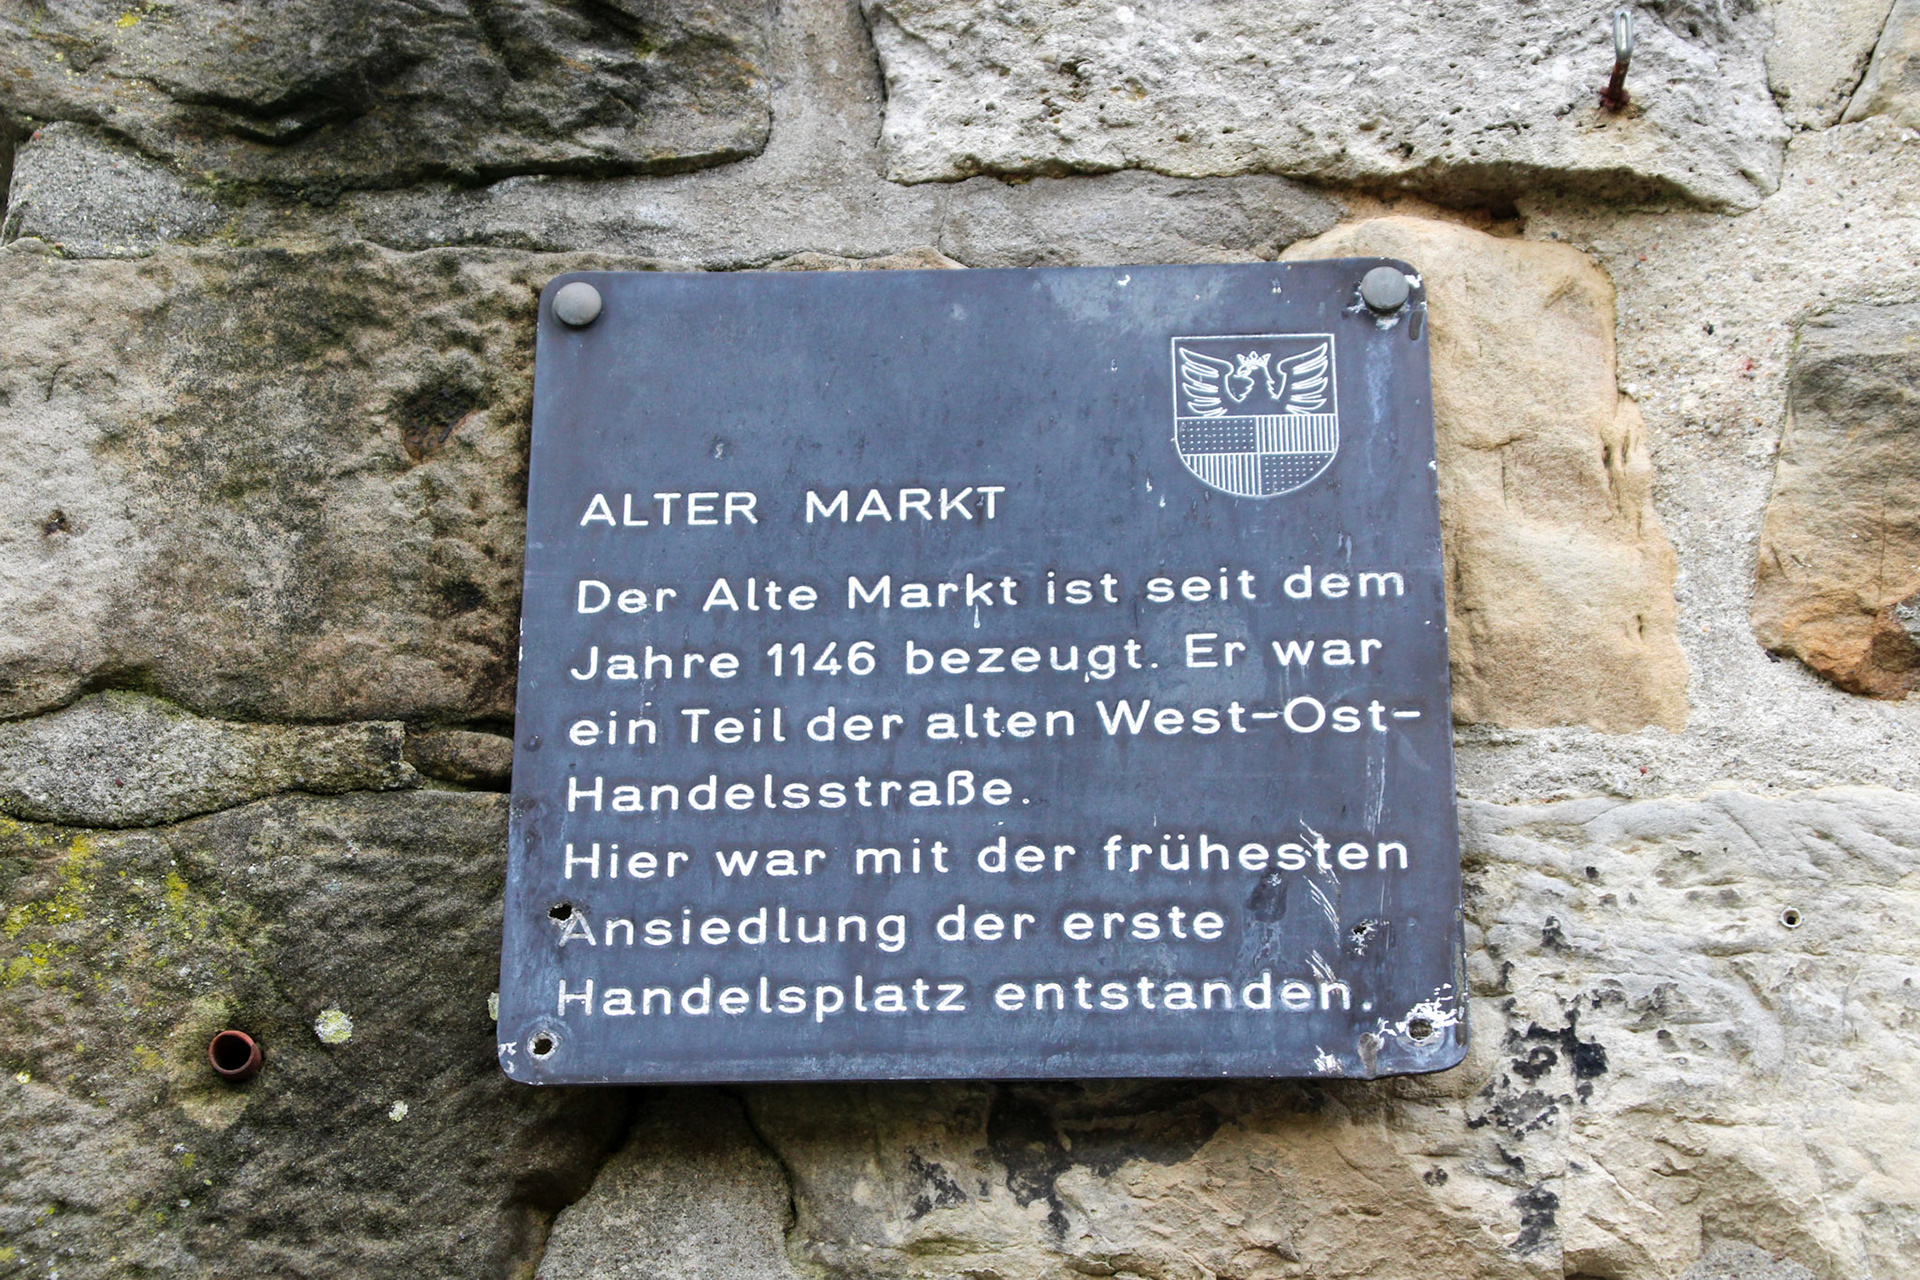 ALTER MARKT
Der Alte Markt ist seit dem
Jahre 1146 bezeugt. Er war
ein Teil der alten West-Ost-
Handelsstraße.
Hier war mit der frühesten
Ansiedlung der erste
Handelsplatz entstanden.